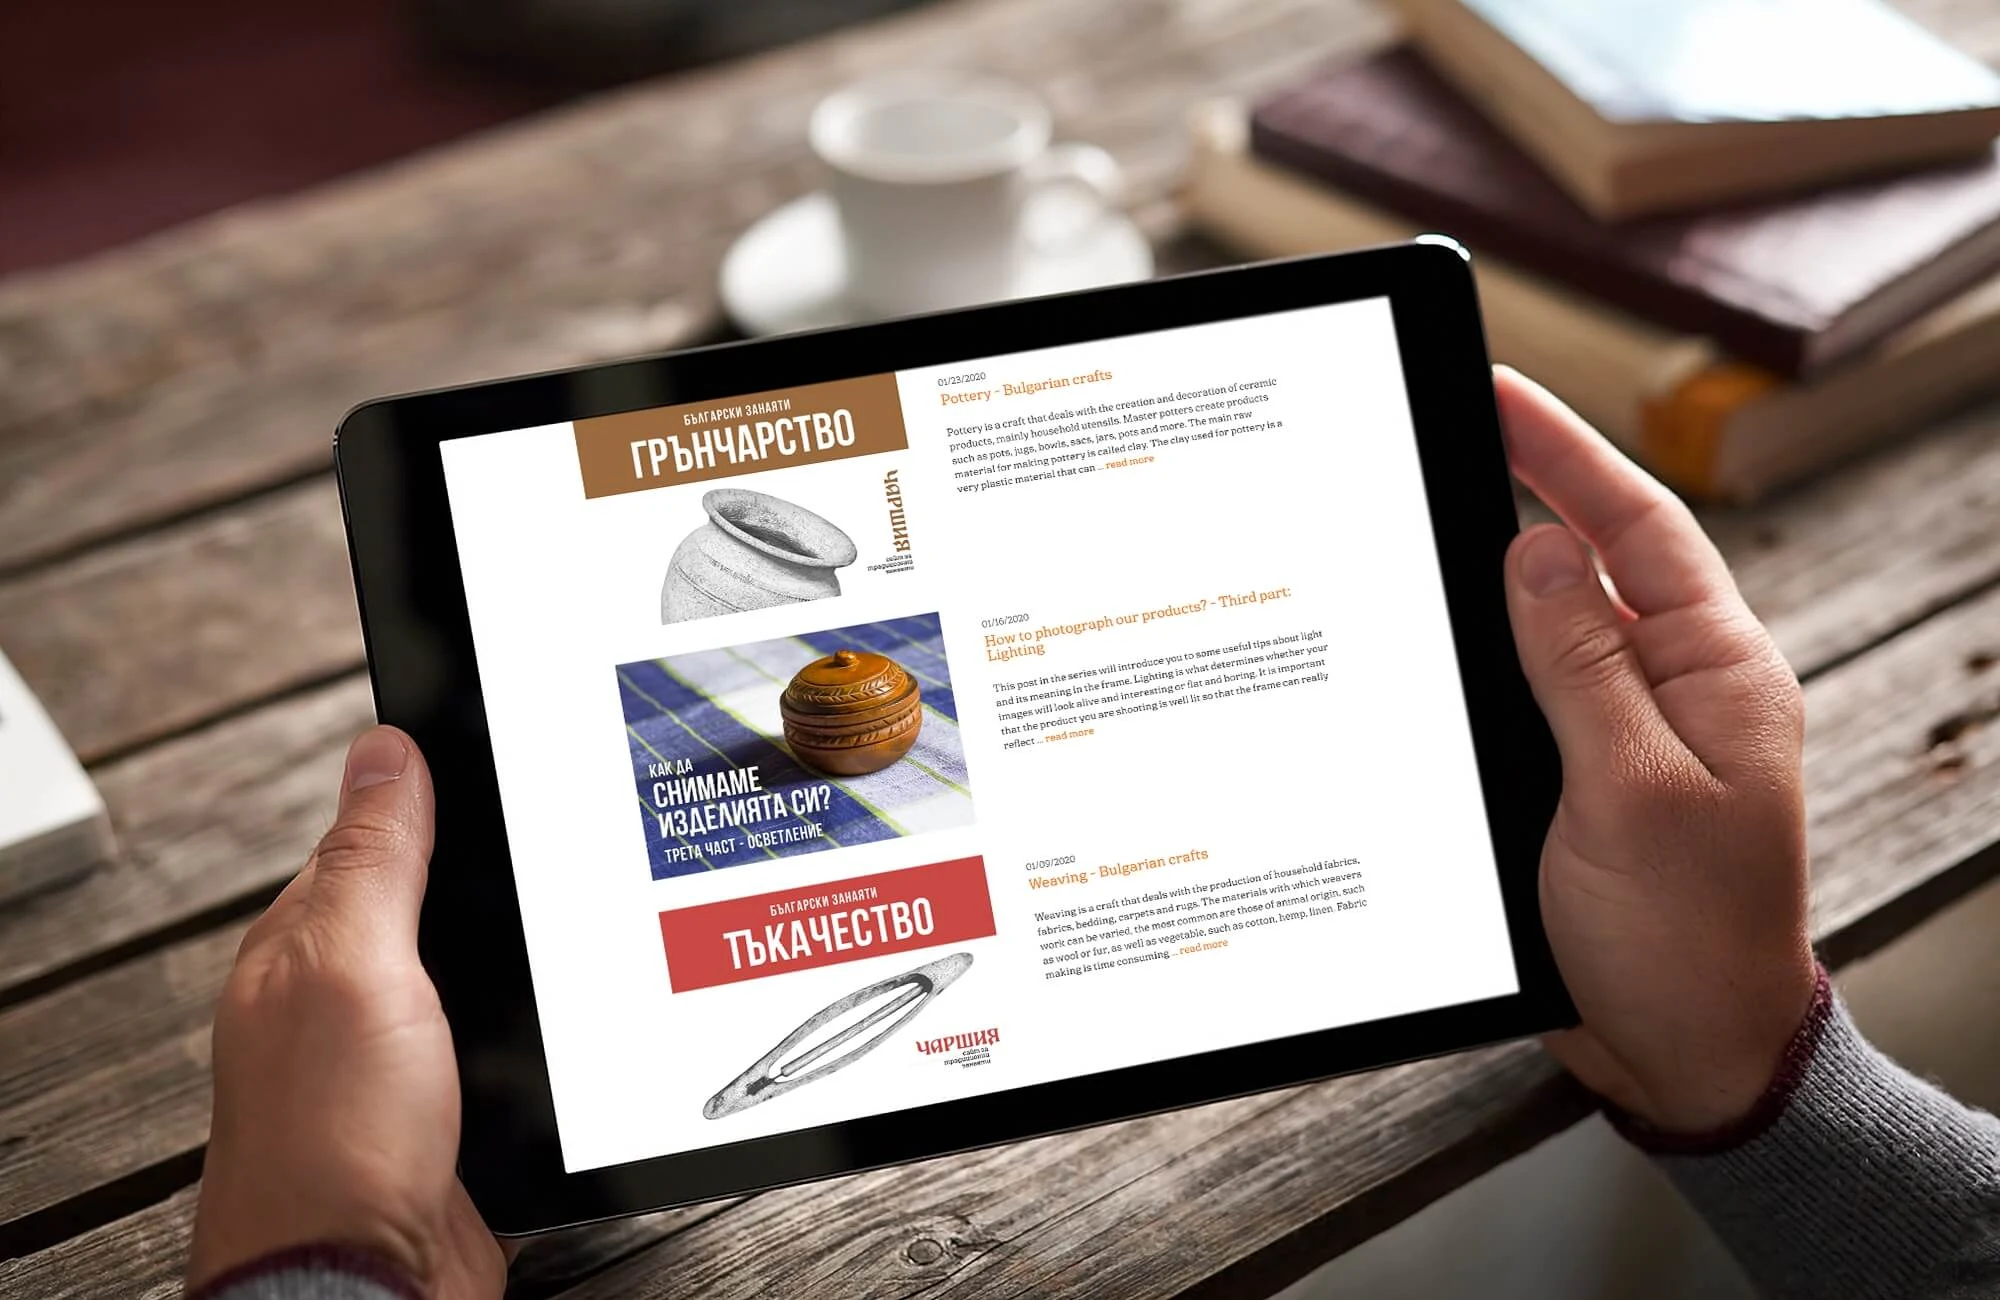 БЪЛГАРСКИ ЗАНАЯТИ
ГРЪНЧАРСТВО
ЧАРШИЯ
сайт за
традиционни
занаяти
01/23/2020
Pottery - Bulgarian crafts
Pottery is a craft that deals with the creation and decoration of ceramic
products, mainly household utensils. Master potters create products
such as pots, jugs, bowls, sacs, jars, pots and more. The main raw
material for making pottery is called clay. The clay used for pottery is a
very plastic material that can ... read more
КАК ДА
СНИМАМЕ
ИЗДЕЛИЯТА СИ?
ТРЕТА ЧАСТ - ОСВЕТЛЕНИЕ
01/16/2020
How to photograph our products? - Third part:
Lighting
This post in the series will introduce you to some useful tips about light
and its meaning in the frame. Lighting is what determines whether your
images will look alive and interesting or flat and boring. It is important
that the product you are shooting is well lit so that the frame can really
reflect ... read more
БЪЛГАРСКИ ЗАНАЯТИ
ТЪКАЧЕСТВО
ЧАРШИЯ
сайт за
традиционни
занаяти
01/09/2020
Weaving - Bulgarian crafts
Weaving is a craft that deals with the production of household fabrics,
fabrics, bedding, carpets and rugs. The materials with which weavers
work can be varied, the most common are those of animal origin, such
as wool or fur, as well as vegetable, such as cotton, hemp, linen. Fabric
making is time consuming ... read more